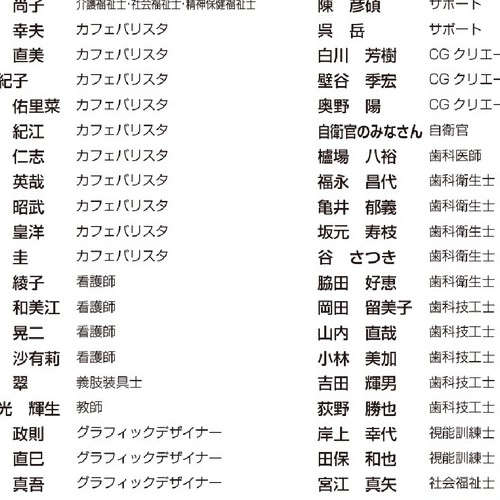 尚子 介護福祉士・社会福祉士・精神保健福祉士
幸夫 カフェバリスタ
直美 カフェバリスタ
紀子 カフェバリスタ
佑里菜 カフェバリスタ
紀江 カフェバリスタ
仁志 カフェバリスタ
英哉 カフェバリスタ
昭武 カフェバリスタ
皇洋 カフェバリスタ
圭 カフェバリスタ
綾子 看護師
和美江 看護師
晃二 看護師
沙有莉 看護師
翠 義肢装具士
光 輝生 教師
政則 グラフィックデザイナー
直巳 グラフィックデザイナー
真吾 グラフィックデザイナー
陳 彦碩 サポート
呉 岳 サポート
白川 芳樹 CGクリエー
壁谷 季宏 CGクリエー
奥野 陽 CGクリエー
自衛官のみなさん 自衛官
櫨場 八裕 歯科医師
福永 昌代 歯科衛生士
亀井 郁義 歯科衛生士
坂元 寿枝 歯科衛生士
谷 さつき 歯科衛生士
脇田 好恵 歯科衛生士
岡田 留美子 歯科技工士
山内 直哉 歯科技工士
小林 美加 歯科技工士
吉田 輝男 歯科技工士
荻野 勝也 歯科技工士
岸上 幸代 視能訓練士
田保 和也 視能訓練士
宮江 真矢 社会福祉士